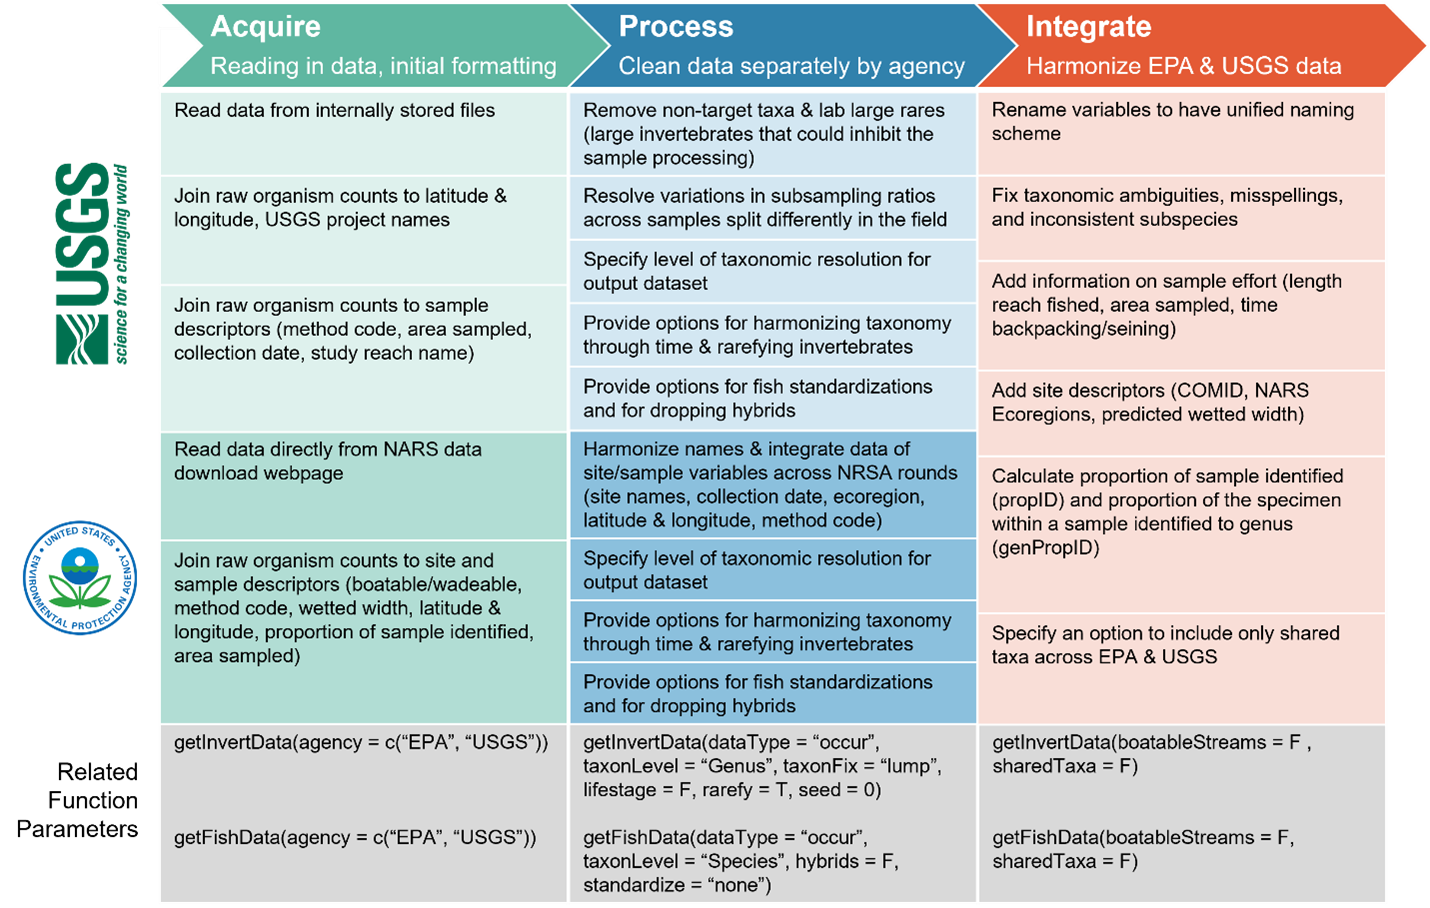 Acquire
Reading in data, initial formatting
Process
Clean data separately by agency
Integrate
Harmonize EPA & USGS data
USGS
science for a changing world
Read data from internally stored files
Join raw organism counts to latitude &
longitude, USGS project names
Join raw organism counts to sample
descriptors (method code, area sampled,
collection date, study reach name)
Remove non-target taxa & lab large rares
(large invertebrates that could inhibit the
sample processing)
Resolve variations in subsampling ratios
across samples split differently in the field
Specify level of taxonomic resolution for
output dataset
Provide options for harmonizing taxonomy
through time & rarefying invertebrates
Provide options for fish standardizations
and for dropping hybrids
UNITED STATES
ENVIRONMENTAL PROTECTION AGENCY
Read data directly from NARS data
download webpage
Join raw organism counts to site and
sample descriptors (boatable/wadeable,
method code, wetted width, latitude &
longitude, proportion of sample identified,
area sampled)
Harmonize names & integrate data of
site/sample variables across NRSA rounds
(site names, collection date, ecoregion,
latitude & longitude, method code)
Specify level of taxonomic resolution for
output dataset
Provide options for harmonizing taxonomy
through time & rarefying invertebrates
Provide options for fish standardizations
and for dropping hybrids
Rename variables to have unified naming
scheme
Fix taxonomic ambiguities, misspellings,
and inconsistent subspecies
Add information on sample effort (length
reach fished, area sampled, time
backpacking/seining)
Add site descriptors (COMID, NARS
Ecoregions, predicted wetted width)
Calculate proportion of sample identified
(propID) and proportion of the specimen
within a sample identified to genus
(genPropID)
Specify an option to include only shared
taxa across EPA & USGS
Related
Function
Parameters
getInvertData(agency = c(“EPA”, “USGS”))
getFishData(agency = c(“EPA”, “USGS”))
getInvertData(dataType = “occur”,
taxonLevel = “Genus”, taxonFix = “lump”,
lifestage = F, rarefy = T, seed = 0)
getFishData(dataType = “occur”,
taxonLevel = “Species”, hybrids = F,
standardize = “none”)
getInvertData(boatableStreams = F ,
sharedTaxa = F)
getFishData(boatableStreams = F,
sharedTaxa = F)